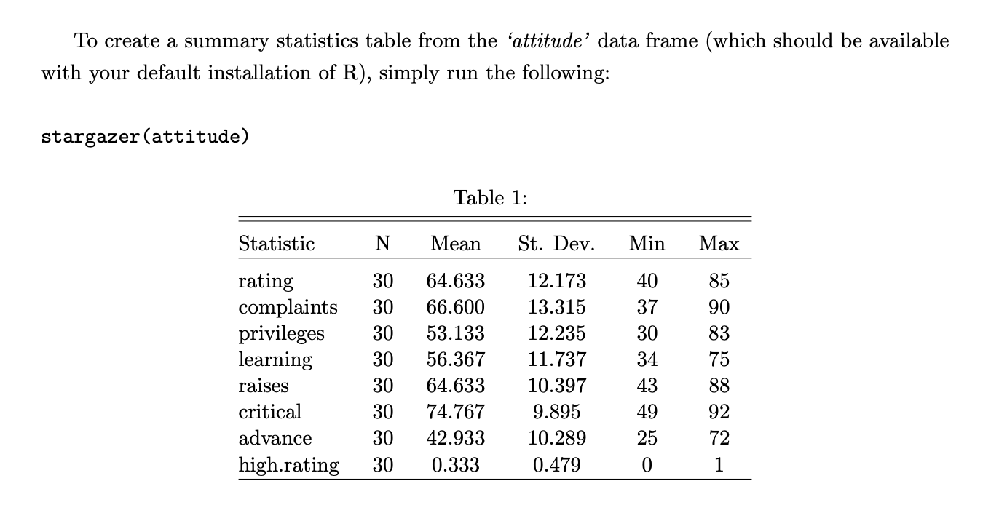 To create a summary statistics table from the ‘attitude’ data frame (which should be available
with your default installation of R), simply run the following:
stargazer(attitude)
Table 1:
Statistic N Mean St. Dev. Min Max
rating 30 64.633 12.173 40 85
complaints 30 66.600 13.315 37 90
privileges 30 53.133 12.235 30 83
learning 30 56.367 11.737 34 75
raises 30 64.633 10.397 43 88
critical 30 74.767 9.895 49 92
advance 30 42.933 10.289 25 72
high.rating 30 0.333 0.479 0 1